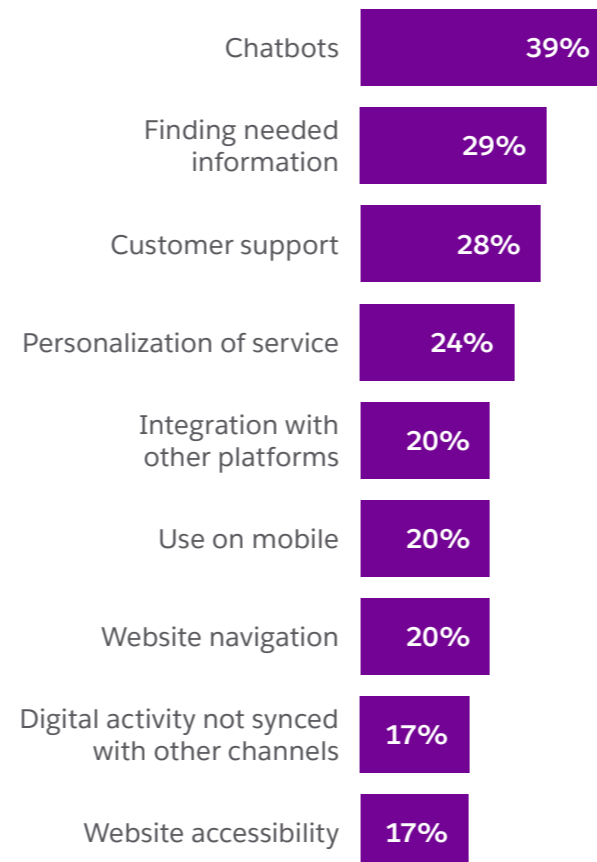 Chatbots 39%
Finding needed
information 29%
Customer support 28%
Personalization of service 24%
Integration with
other platforms 20%
Use on mobile 20%
Website navigation 20%
Digital activity not synced
with other channels 17%
Website accessibility 17%